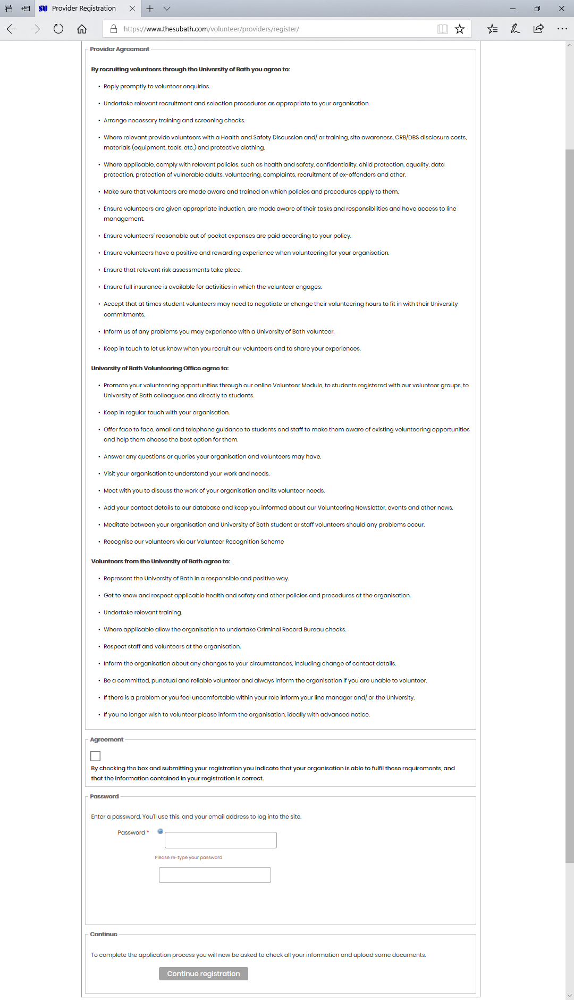 SU Provider Registration
https://www.thesubath.com/volunteer/providers/register/
Provider Agreement
By recruiting volunteers through the University of Bath you agree to:
• Reply promptly to volunteer enquiries.
• Undertake relevant recruitment and selection procedures as appropriate to your organisation.
• Arrange necessary training and screening checks.
• Where relevant provide volunteers with a Health and Safety Discussion and/ or training, site awareness, CRB/DBS disclosure costs,
materials (equipment, tools, etc.) and protective clothing.
• Where applicable, comply with relevant policies, such as health and safety, confidentiality, child protection, equality, data
protection, protection of vulnerable adults, volunteering, complaints, recruitment of ex-offenders and other.
• Make sure that volunteers are made aware and trained on which policies and procedures apply to them.
• Ensure volunteers are given appropriate induction, are made aware of their tasks and responsibilities and have access to line
management.
• Ensure volunteers' reasonable out of pocket expenses are paid according to your policy.
• Ensure volunteers have a positive and rewarding experience when volunteering for your organisation.
• Ensure that relevant risk assessments take place.
• Ensure full insurance is available for activities in which the volunteer engages.
• Accept that at times student volunteers may need to negotiate or change their volunteering hours to fit in with their University
commitments.
• Inform us of any problems you may experience with a University of Bath volunteer.
• Keep in touch to let us know when you recruit our volunteers and to share your experiences.
University of Bath Volunteering Office agree to:
• Promote your volunteering opportunities through our online Volunteer Module, to students registered with our volunteer groups, to
University of Bath colleagues and directly to students.
• Keep in regular touch with your organisation.
• Offer face to face, email and telephone guidance to students and staff to make them aware of existing volunteering opportunities
and help them choose the best option for them.
• Answer any questions or queries your organisation and volunteers may have.
• Visit your organisation to understand your work and needs.
• Meet with you to discuss the work of your organisation and its volunteer needs.
• Add your contact details to our database and keep you informed about our Volunteering Newsletter, events and other news.
• Meditate between your organisation and University of Bath student or staff volunteers should any problems occur.
• Recognise our volunteers via our Volunteer Recognition Scheme
Volunteers from the University of Bath agree to:
• Represent the University of Bath in a responsible and positive way.
• Get to know and respect applicable health and safety and other policies and procedures at the organisation.
• Undertake relevant training.
• Where applicable allow the organisation to undertake Criminal Record Bureau checks.
• Respect staff and volunteers at the organisation.
• Inform the organisation about any changes to your circumstances, including change of contact details.
• Be a committed, punctual and reliable volunteer and always inform the organisation if you are unable to volunteer.
• If there is a problem or you feel uncomfortable within your role inform your line manager and/ or the University.
• If you no longer wish to volunteer please inform the organisation, ideally with advanced notice.
Agreement
By checking the box and submitting your registration you indicate that your organisation is able to fulfil these requirements, and
that the information contained in your registration is correct.
Password
Enter a password. You'll use this, and your email address to log into the site.
Password *
Please re-type your password
Continue
To complete the application process you will now be asked to check all your information and upload some documents.
Continue registration